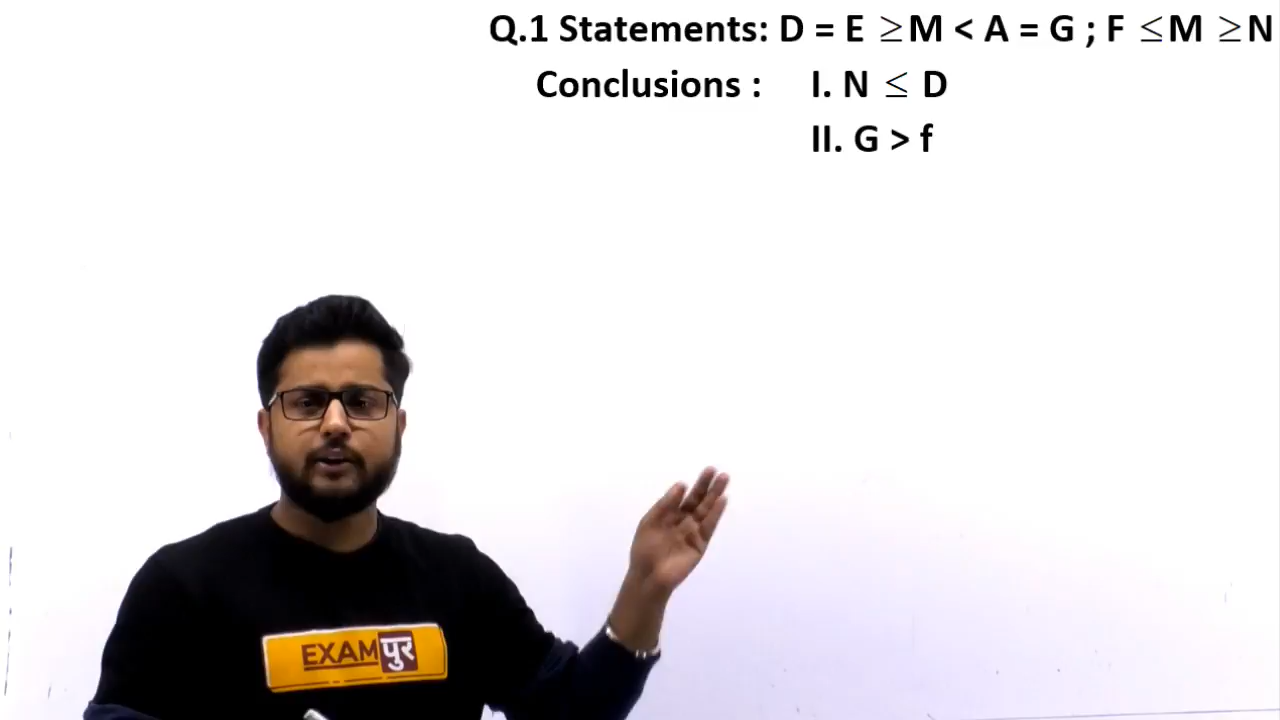 Q.1 Statements: D = E ≥M < A = G ; F ≤M ≥N
Conclusions : I. N ≤ D
II. G > f
EXAMपुर